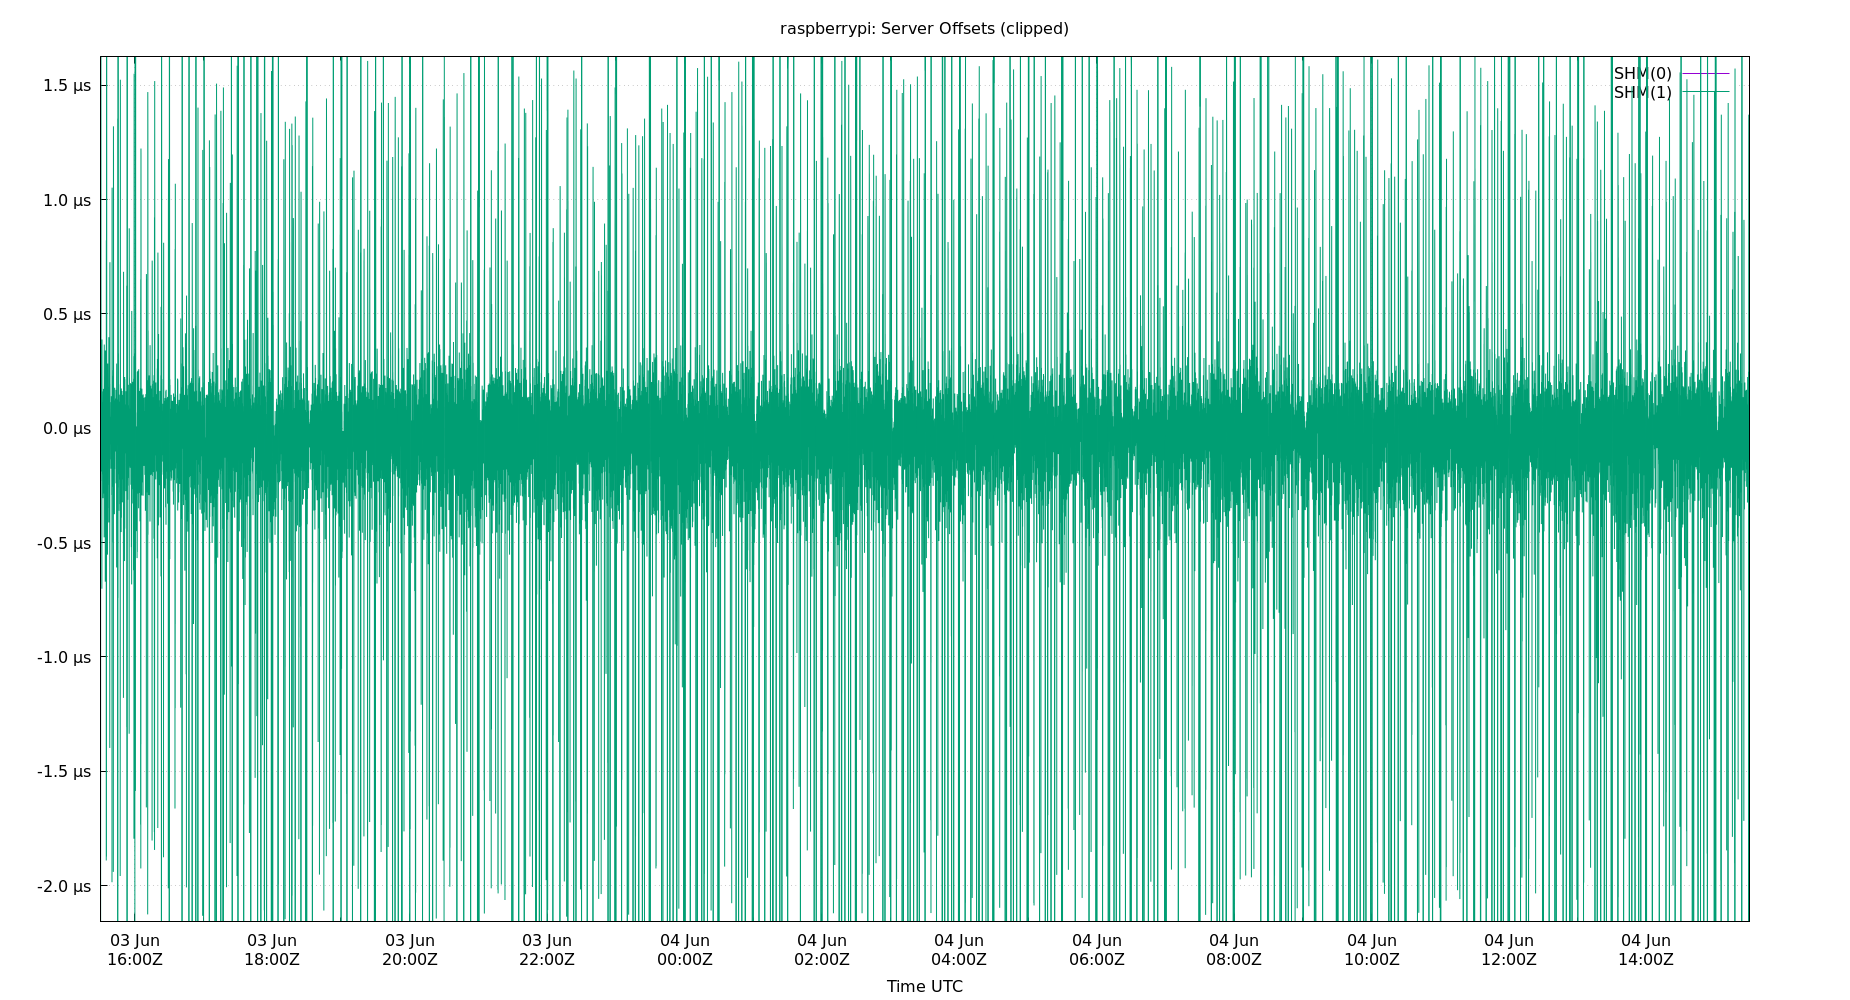 raspberrypi: Server Offsets (clipped)
SHM(0)
SHM(1)
1.5 µs
1.0 µs
0.5 µs
0.0 µs
-0.5 µs
-1.0 µs
-1.5 µs
-2.0 µs
03 Jun 03 Jun 03 Jun 03 Jun 04 Jun 04 Jun 04 Jun 04 Jun 04 Jun 04 Jun 04 Jun 04 Jun
16:00Z 18:00Z 20:00Z 22:00Z 00:00Z 02:00Z 04:00Z 06:00Z 08:00Z 10:00Z 12:00Z 14:00Z
Time UTC